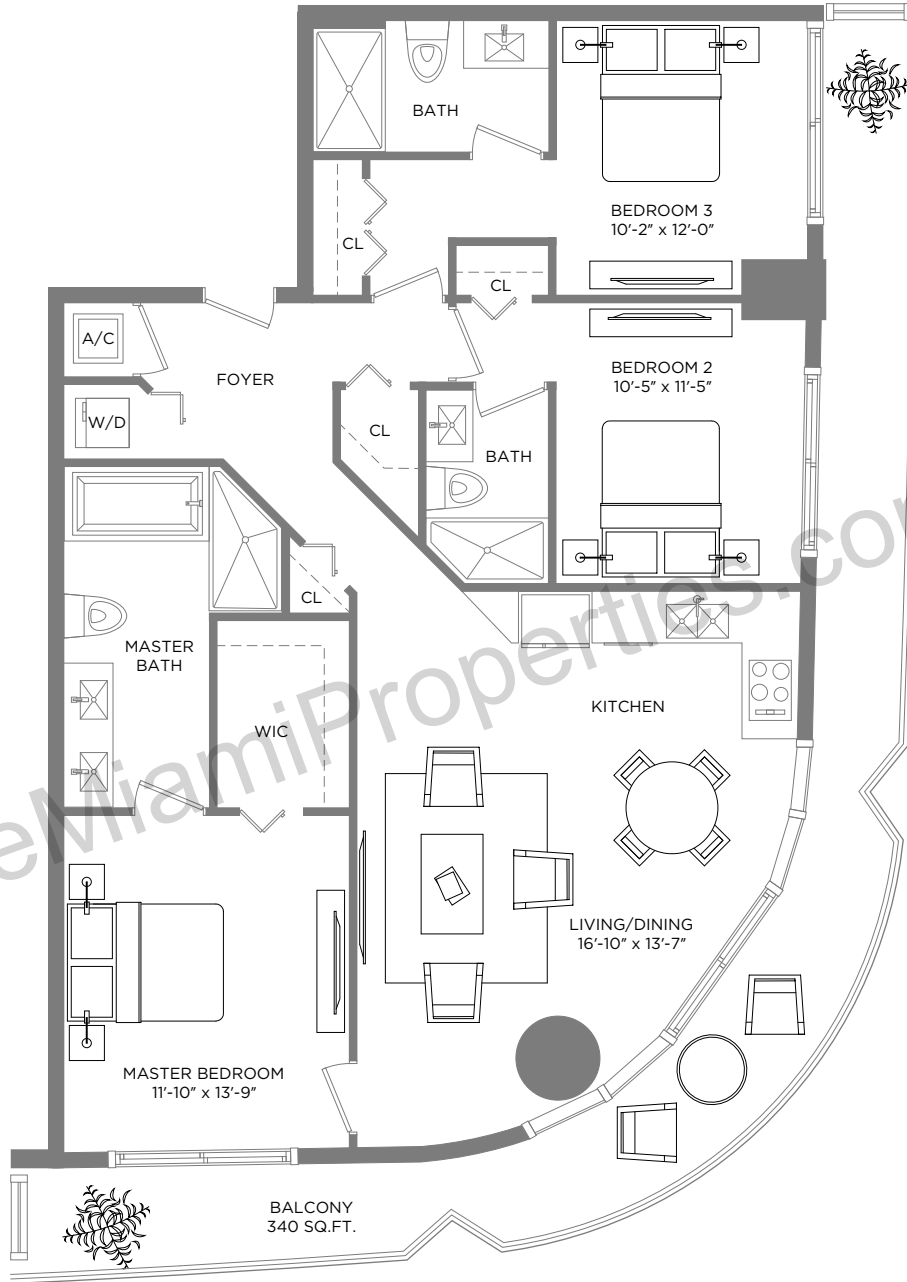 BATH
BEDROOM 3
10'-2" x 12'-0"
CL
CL
A/C
FOYER
BEDROOM 2
10'-5" x 11'-5"
W/D
CL
BATH
CL
MASTER
BATH
WIC
KITCHEN
LIVING/DINING
16'-10" x 13'-7"
MASTER BEDROOM
11'-10" x 13'-9"
BALCONY
340 SQ.FT.
eMiamiProperties.com